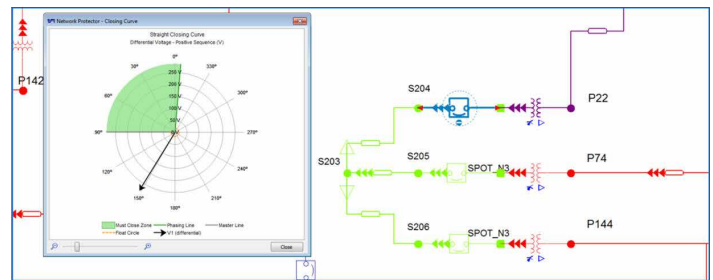 Network Protector - Closing Curve
Straight Closing Curve
Differential Voltage - Positive Sequence (V)
0°
30°
330°
250 V
200 V
60°
300°
150 V
100 V
50 V
0 V
90°
270°
120°
240°
150°
210°
180°
Must Close Zone
Phasing Line
Master Line
Float Circle
V1 (differential)
Close
P142
S204
P22
S203
S205
SPOT_N3
P74
S206
SPOT_N3
P144